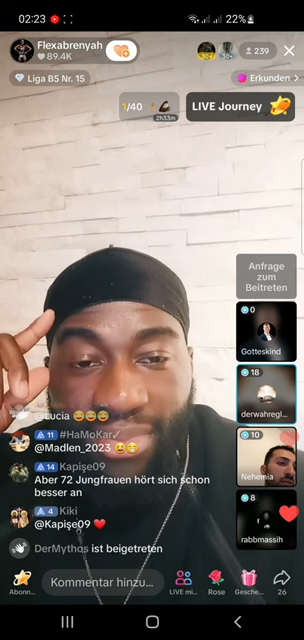 02:23
22%
Flexabrenyah
89.4K
239
Liga B5 Nr. 15
Erkunden >
1/40
2h33m
LIVE Journey
Anfrage
zum
Beitreten
0
Gotteskind
18
derwahregl...
10
Nehemia
8
rabbmassih
@Lucia
11 #HaMoKar✓
@Madlen_2023
14 Kapişe09
Aber 72 Jungfrauen hört sich schon
besser an
4 Kiki
@Kapişe09
DerMythos ist beigetreten
Abonn...
Kommentar hinzu...
LIVE mi...
Rose
Gesche...
26